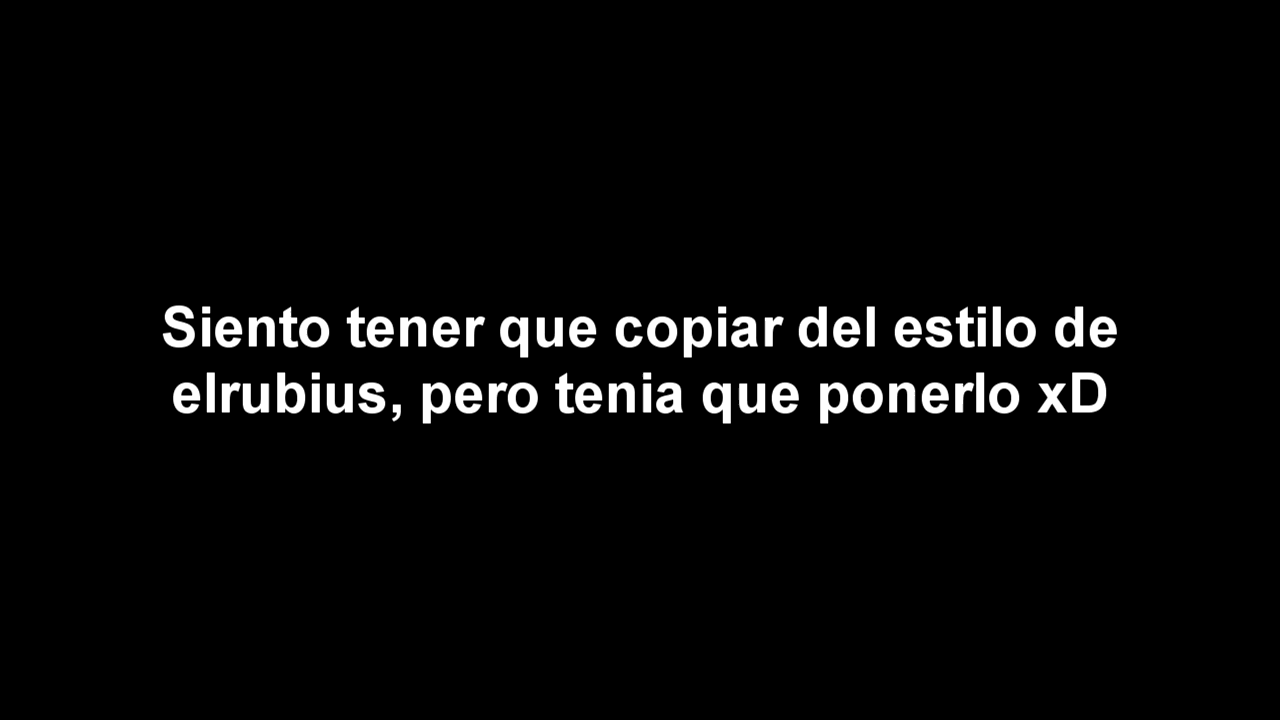 Siento tener que copiar del estilo de
elrubius, pero tenia que ponerlo xD